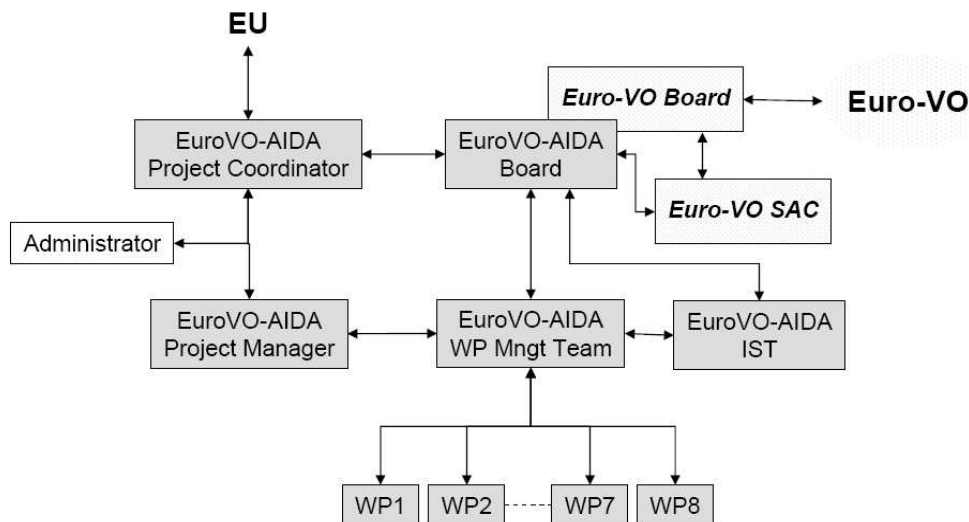 EU
Euro-VO Board
Euro-VO
EuroVO-AIDA
Project Coordinator
EuroVO-AIDA
Board
Euro-VO SAC
Administrator
EuroVO-AIDA
Project Manager
EuroVO-AIDA
WP Mngt Team
EuroVO-AIDA
IST
WP1
WP2
WP7
WP8